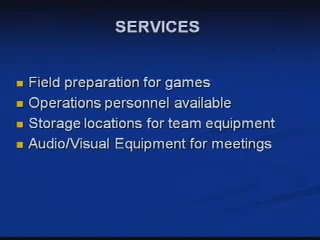 SERVICES
Field preparation for games
Operations personnel available
Storage locations for team equipment
Audio/Visual Equipment for meetings